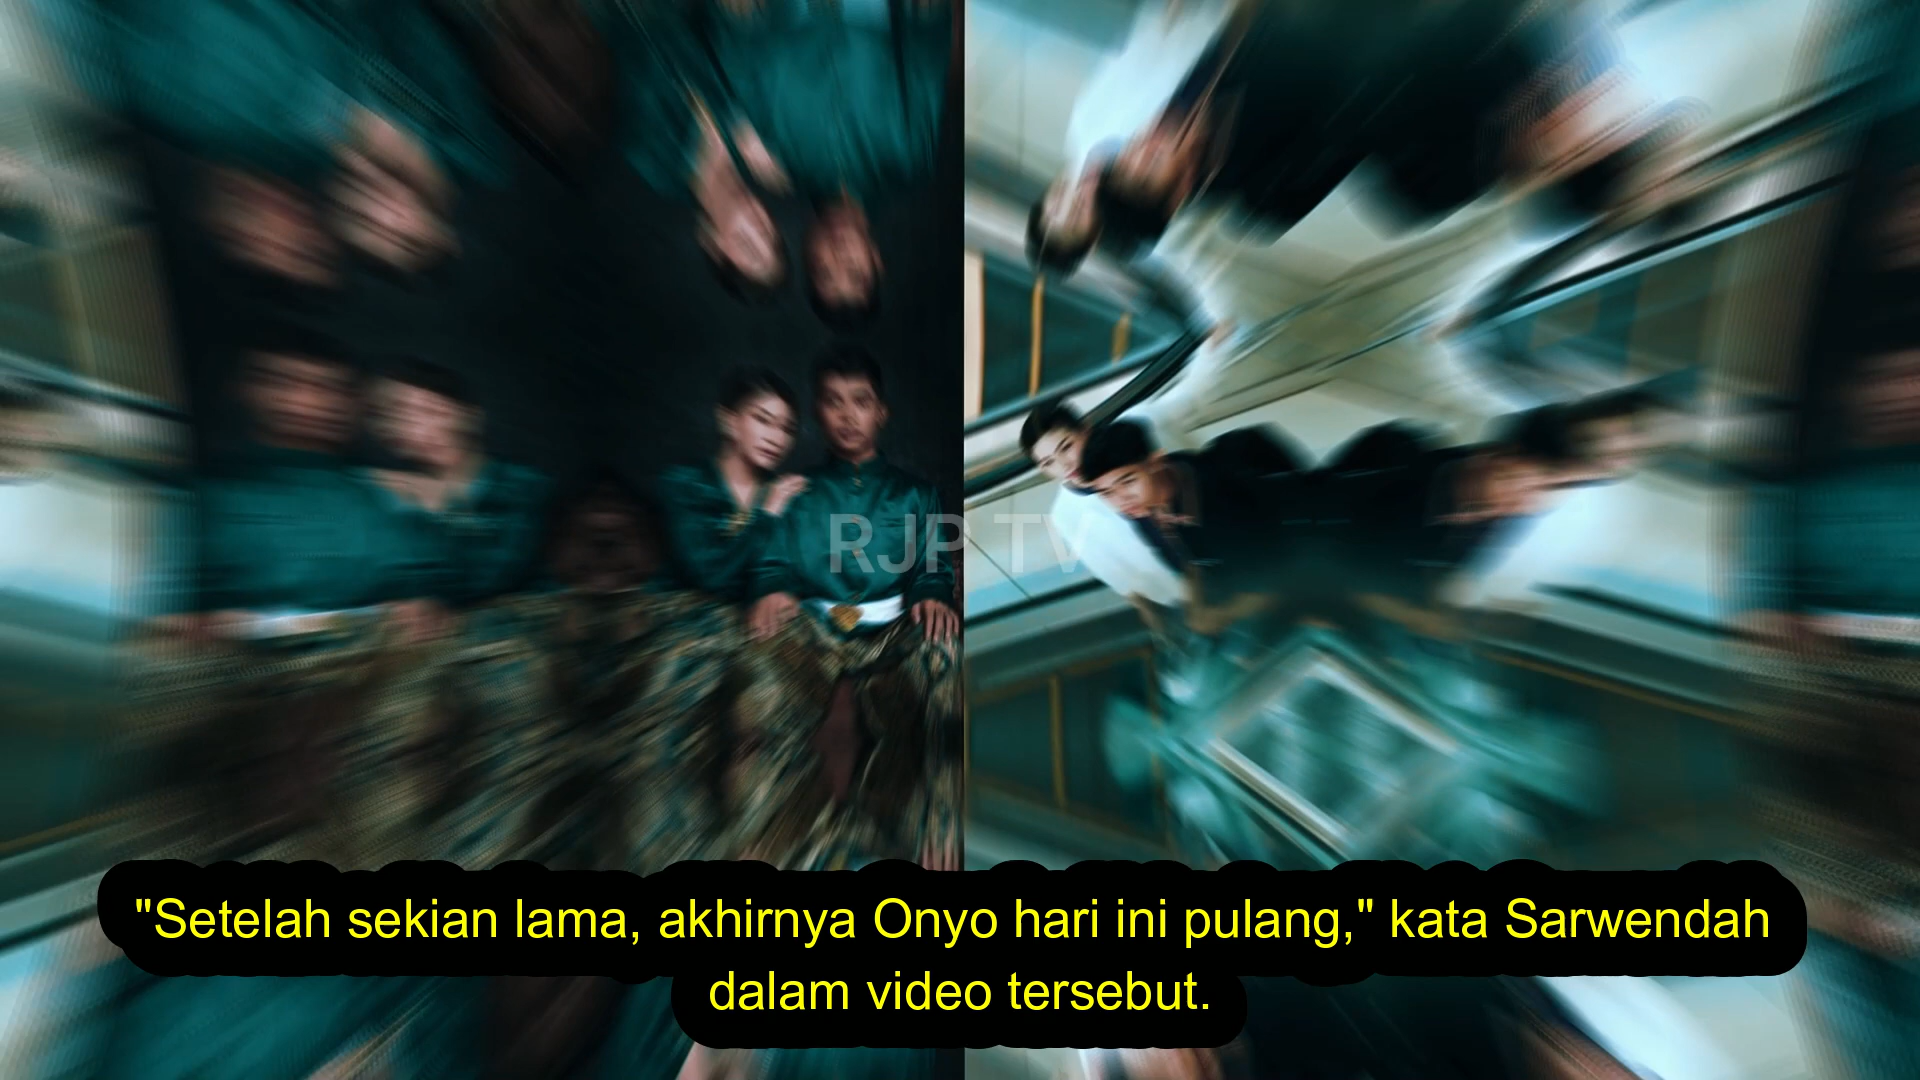 RJP TV
"Setelah sekian lama, akhirnya Onyo hari ini pulang," kata Sarwendah
dalam video tersebut.